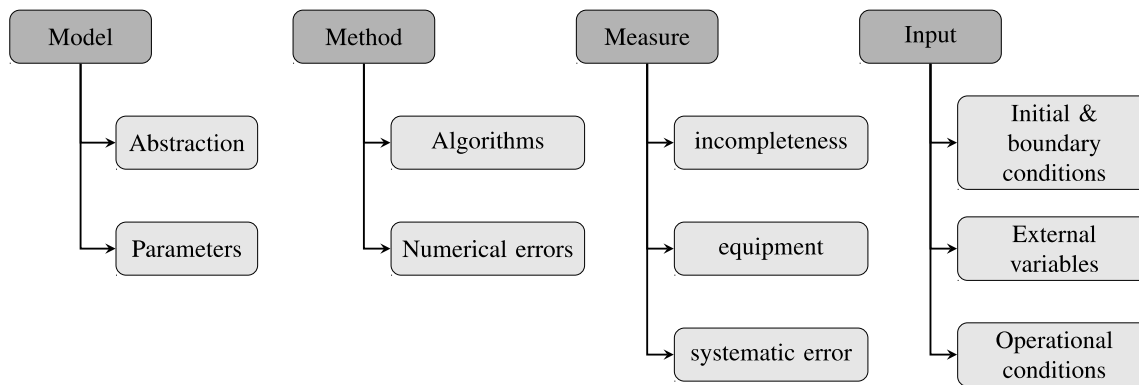 Model
Abstraction
Parameters
Method
Algorithms
Numerical errors
Measure
incompleteness
equipment
systematic error
Input
Initial &
boundary
conditions
External
variables
Operational
conditions